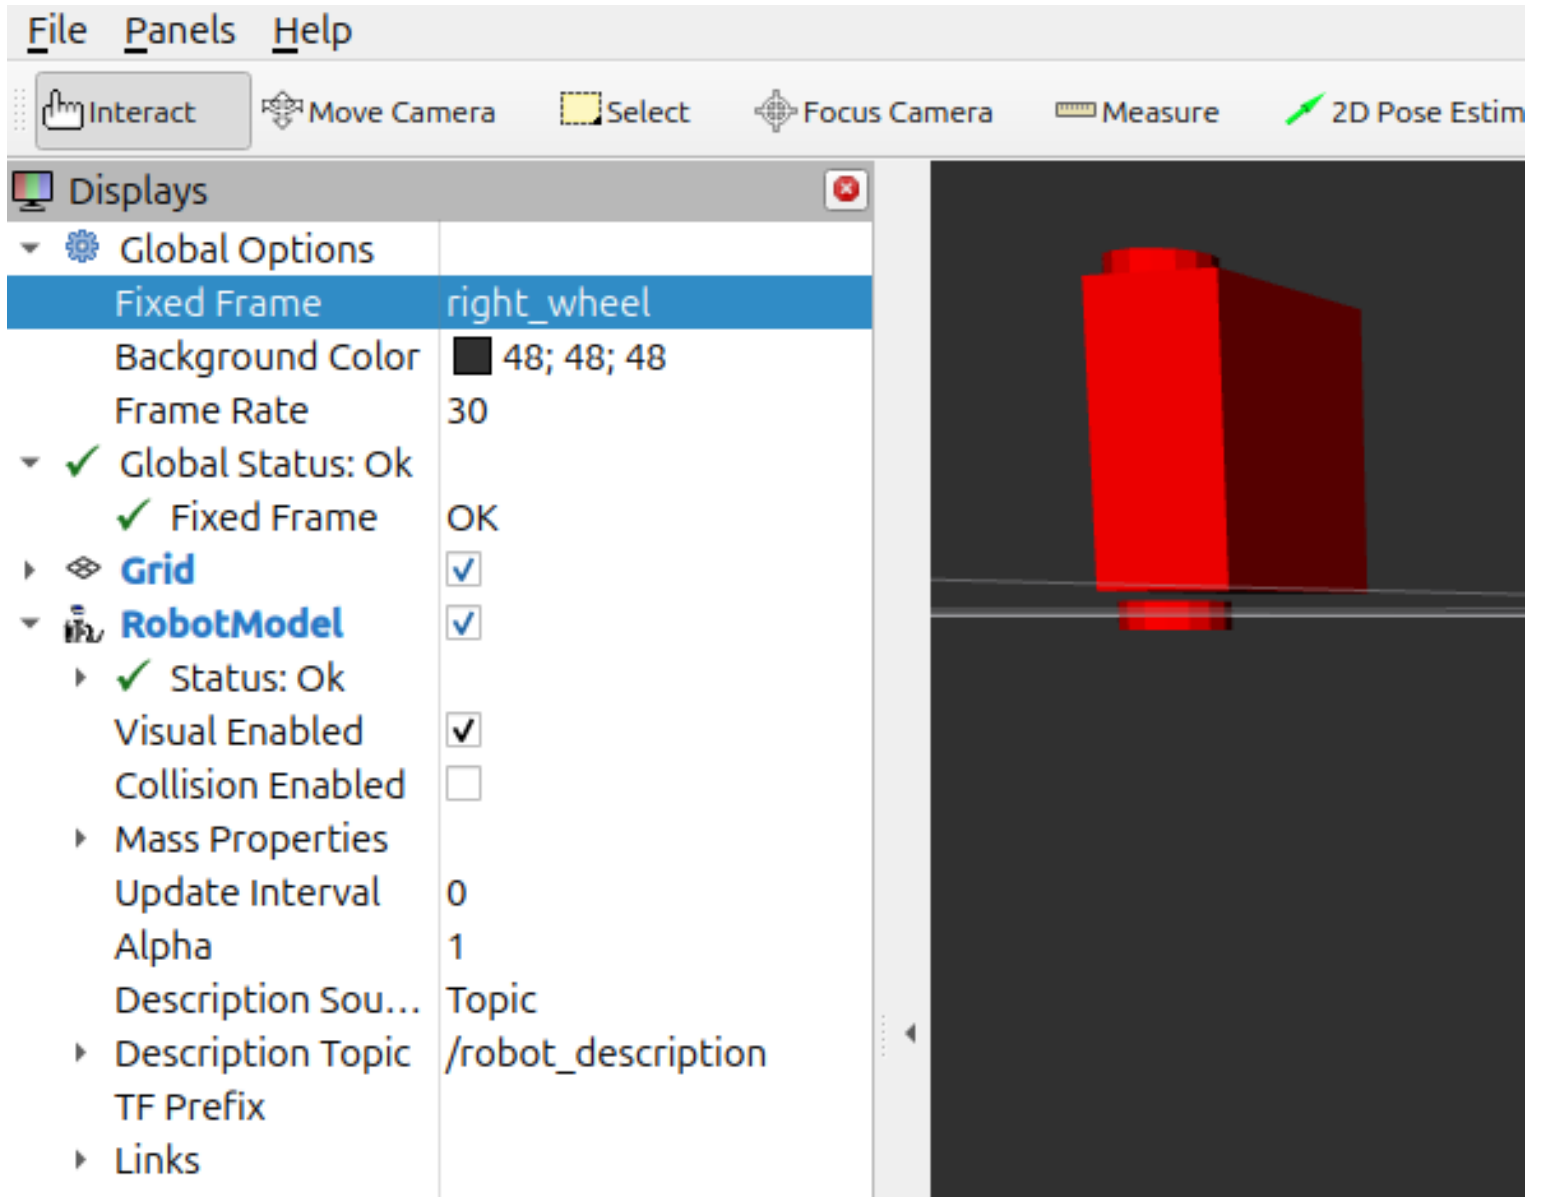 File Panels Help
Interact Move Camera Select Focus Camera Measure 2D Pose Estim
Displays
Global Options
Fixed Frame right_wheel
Background Color 48; 48; 48
Frame Rate 30
Global Status: Ok
Fixed Frame OK
Grid
RobotModel
Status: Ok
Visual Enabled
Collision Enabled
Mass Properties
Update Interval 0
Alpha 1
Description Sou... Topic
Description Topic /robot_description
TF Prefix
Links